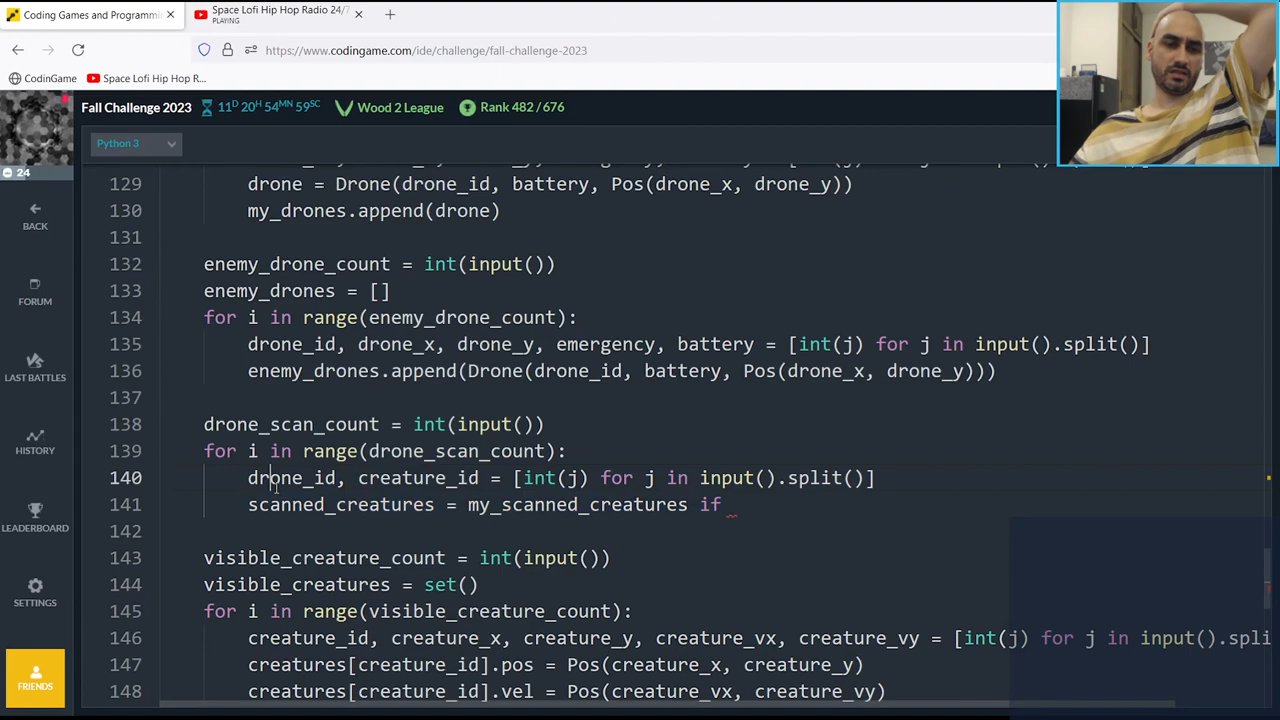 Coding Games and Programmi
Space Lofi Hip Hop Radio 24/7
PLAYING
https://www.codingame.com/ide/challenge/fall-challenge-2023
CodinGame
Space Lofi Hip Hop R...
Fall Challenge 2023
11D 20H 54MN 59SC
Wood 2 League
Rank 482 / 676
Python 3
24
BACK
FORUM
LAST BATTLES
HISTORY
SETTINGS
FRIENDS
129 drone = Drone(drone_id, battery, Pos(drone_x, drone_y))
130 my_drones.append(drone)
131
132 enemy_drone_count = int(input())
133 enemy_drones = []
134 for i in range(enemy_drone_count):
135 drone_id, drone_x, drone_y, emergency, battery = [int(j) for j in input().split()]
136 enemy_drones.append(Drone(drone_id, battery, Pos(drone_x, drone_y)))
137
138 drone_scan_count = int(input())
139 for i in range(drone_scan_count):
140 drone_id, creature_id = [int(j) for j in input().split()]
141 scanned_creatures = my_scanned_creatures if
142
143 visible_creature_count = int(input())
144 visible_creatures = set()
145 for i in range(visible_creature_count):
146 creature_id, creature_x, creature_y, creature_vx, creature_vy = [int(j) for j in input().spli
147 creatures[creature_id].pos = Pos(creature_x, creature_y)
148 creatures[creature_id].vel = Pos(creature_vx, creature_vy)